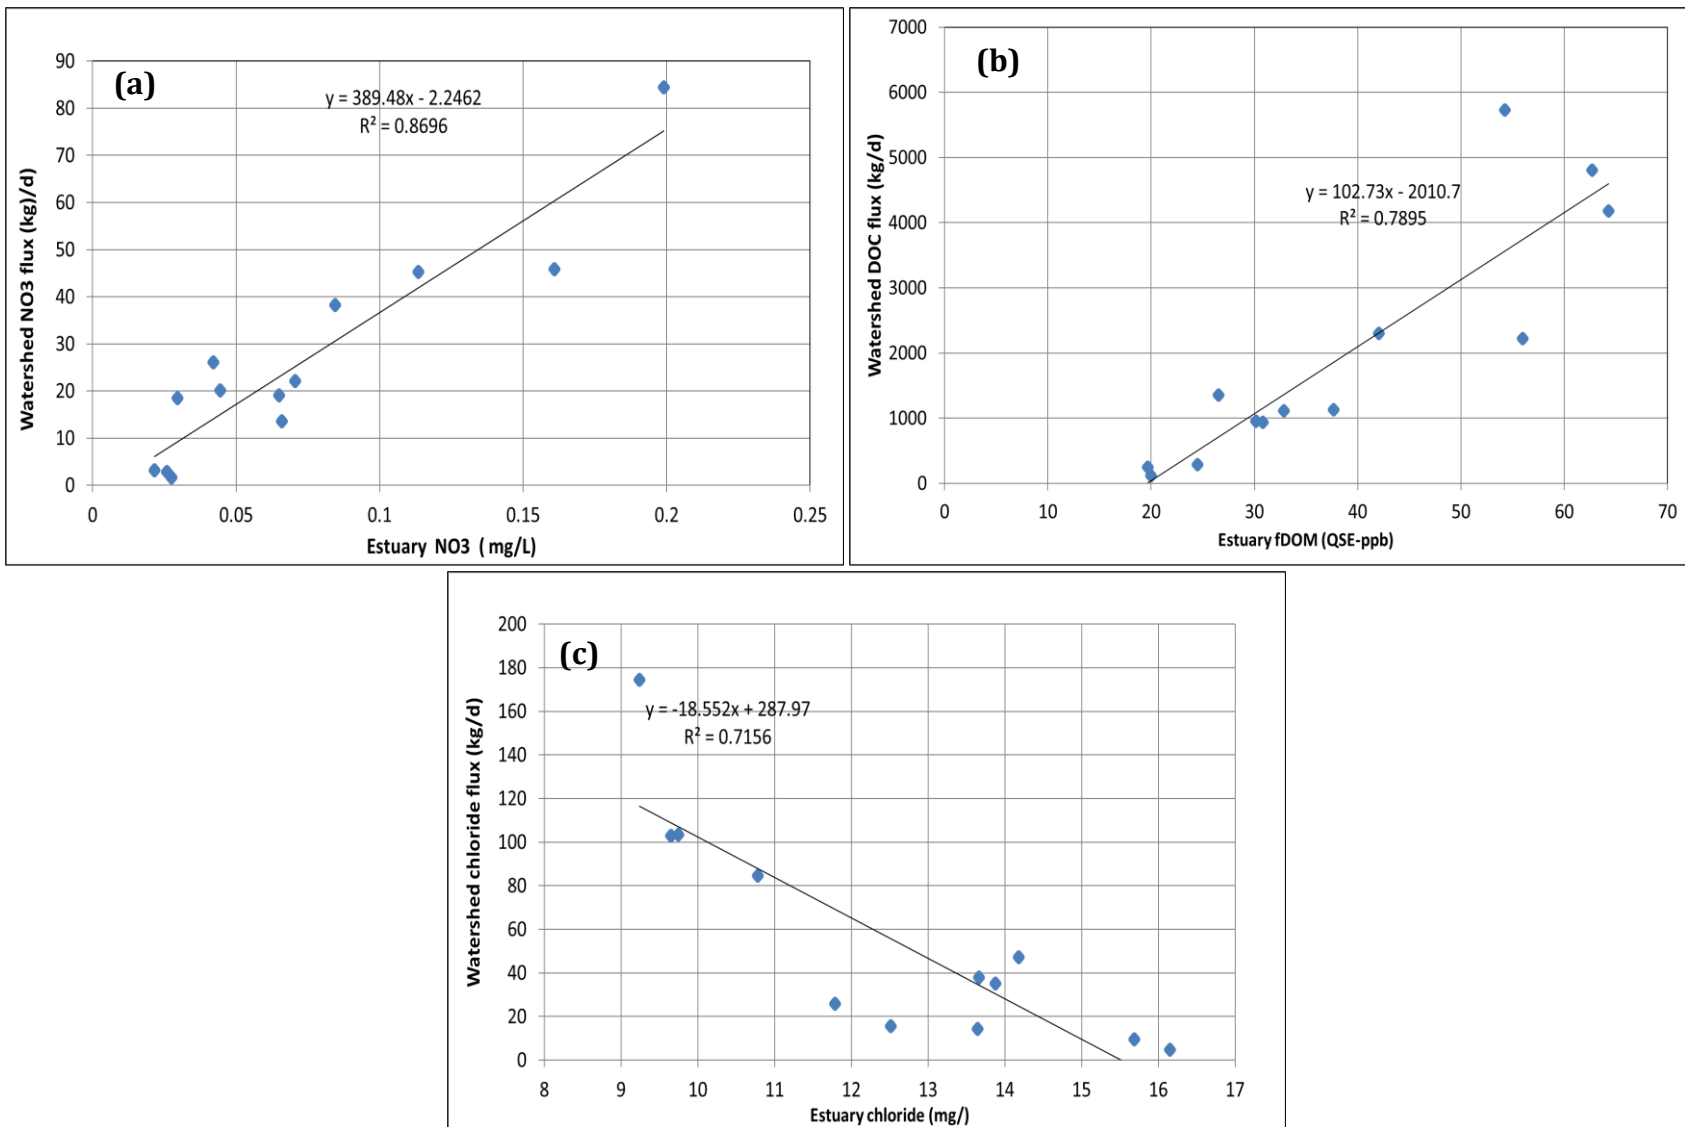 (a)
y = 389.48x - 2.2462
R² = 0.8696
Watershed NO3 flux (kg)/d)
90
80
70
60
50
40
30
20
10
0
0 0.05 0.1 0.15 0.2 0.25
Estuary NO3 ( mg/L)
(b)
y = 102.73x - 2010.7
R² = 0.7895
Watershed DOC flux (kg/d)
7000
6000
5000
4000
3000
2000
1000
0
0 10 20 30 40 50 60 70
Estuary fDOM (QSE-ppb)
(c)
y = -18.552x + 287.97
R² = 0.7156
Watershed chloride flux (kg/d)
200
180
160
140
120
100
80
60
40
20
0
8 9 10 11 12 13 14 15 16 17
Estuary chloride (mg/)